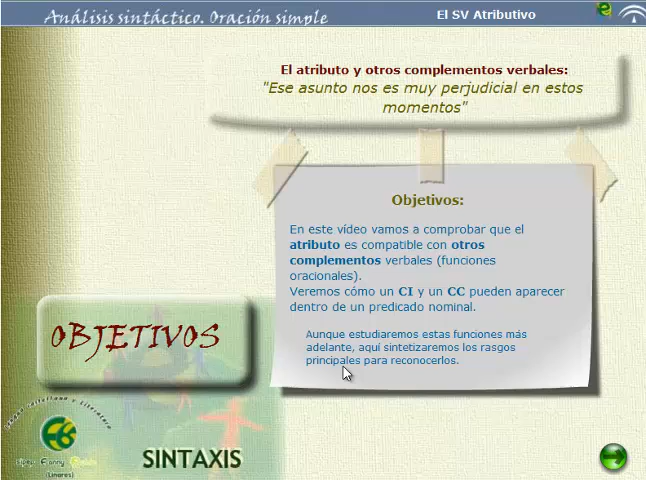 Análisis sintáctico. Oración simple
El SV Atributivo
El atributo y otros complementos verbales:
"Ese asunto nos es muy perjudicial en estos
momentos"
Objetivos:
En este vídeo vamos a comprobar que el
atributo es compatible con otros
complementos verbales (funciones
oracionales).
Veremos cómo un CI y un CC pueden aparecer
dentro de un predicado nominal.
Aunque estudiaremos estas funciones más
adelante, aquí sintetizaremos los rasgos
principales para reconocerlos.
OBJETIVOS
Lengua castellana y Literatura
(Linares)
SINTAXIS